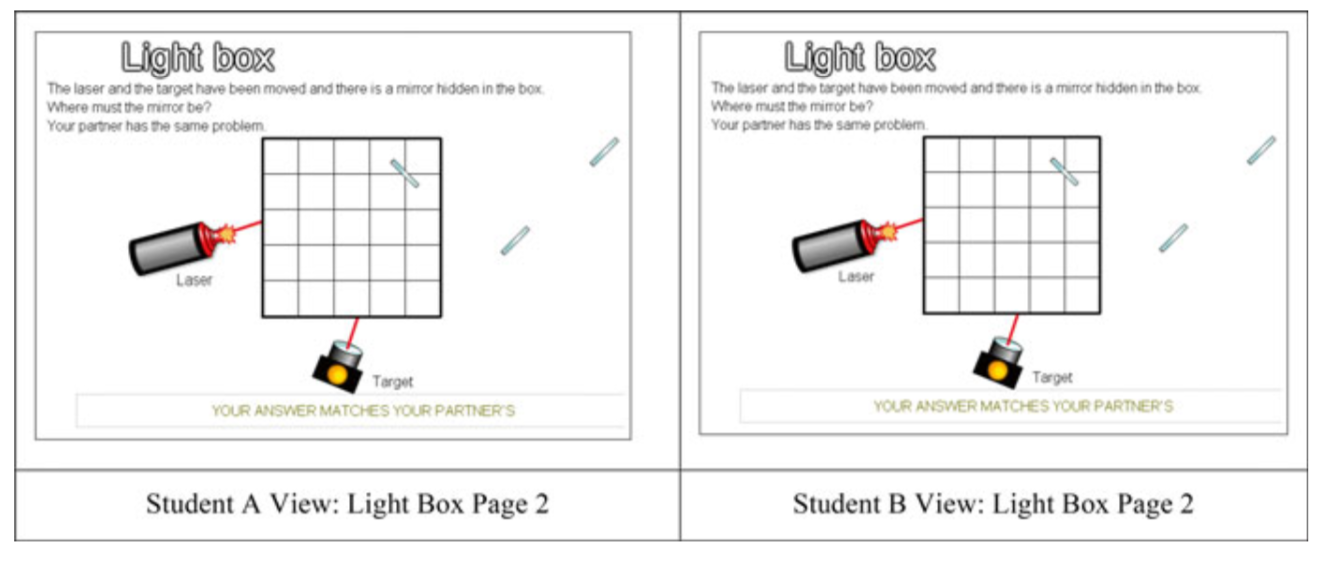 Light box
The laser and the target have been moved and there is a mirror hidden in the box.
Where must the mirror be?
Your partner has the same problem.
Laser
Target
YOUR ANSWER MATCHES YOUR PARTNER'S
Student A View: Light Box Page 2
Light box
The laser and the target have been moved and there is a mirror hidden in the box.
Where must the mirror be?
Your partner has the same problem.
Laser
Target
YOUR ANSWER MATCHES YOUR PARTNER'S
Student B View: Light Box Page 2